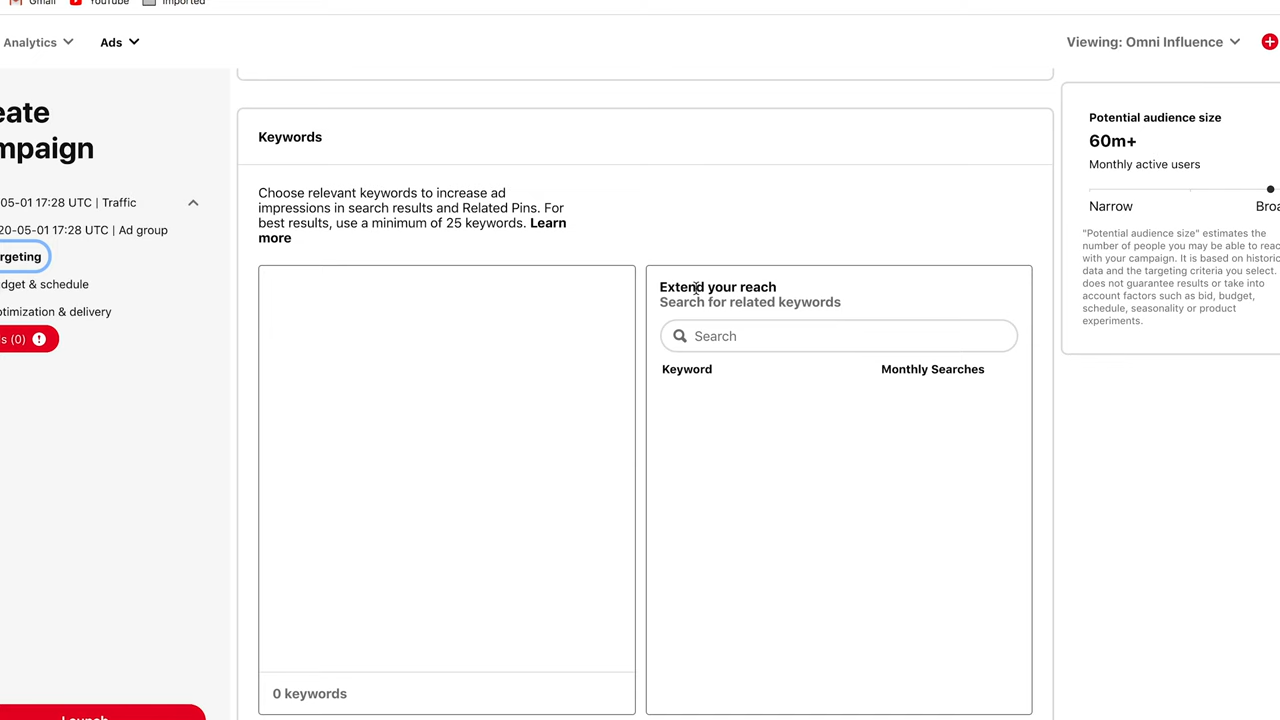 Gmail
YouTube
Imported
Analytics
Ads
Viewing: Omni Influence
eate
mpaign
05-01 17:28 UTC | Traffic
20-05-01 17:28 UTC | Ad group
rgeting
dget & schedule
timization & delivery
s (0)
Launch
Keywords
Choose relevant keywords to increase ad
impressions in search results and Related Pins. For
best results, use a minimum of 25 keywords. Learn
more
0 keywords
Extend your reach
Search for related keywords
Search
Keyword
Monthly Searches
Potential audience size
60m+
Monthly active users
Narrow
Broa
"Potential audience size" estimates the
number of people you may be able to reac
with your campaign. It is based on historic
data and the targeting criteria you select.
does not guarantee results or take into
account factors such as bid, budget,
schedule, seasonality or product
experiments.